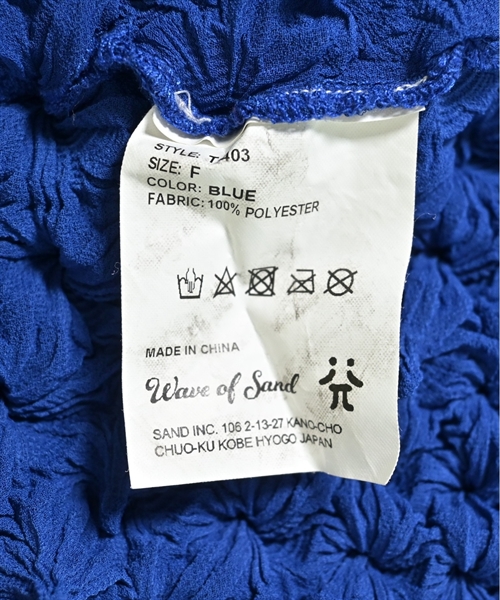 STYLE: T403
SIZE: F
COLOR: BLUE
FABRIC: 100% POLYESTER
MADE IN CHINA
Wave of Sand
SAND INC. 106 2-13-27 KANO-CHO
CHUO-KU KOBE HYOGO JAPAN